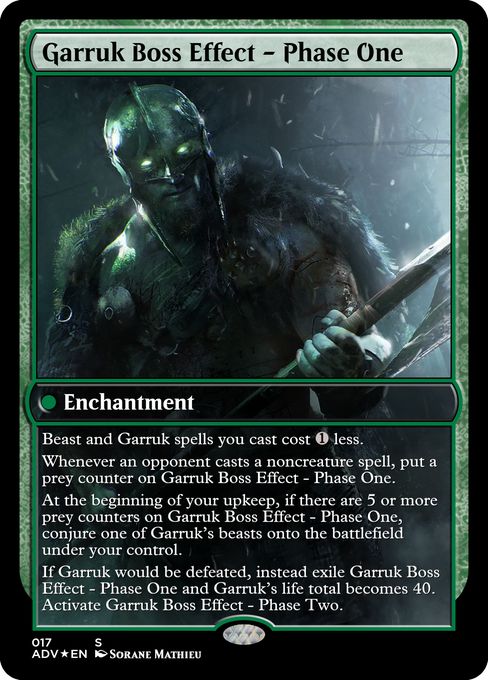 Garruk Boss Effect – Phase One
Enchantment
Beast and Garruk spells you cast cost 1 less.
Whenever an opponent casts a noncreature spell, put a
prey counter on Garruk Boss Effect - Phase One.
At the beginning of your upkeep, if there are 5 or more
prey counters on Garruk Boss Effect - Phase One,
conjure one of Garruk's beasts onto the battlefield
under your control.
If Garruk would be defeated, instead exile Garruk Boss
Effect - Phase One and Garruk's life total becomes 40.
Activate Garruk Boss Effect - Phase Two.
017 S
ADV★EN Sorane Mathieu